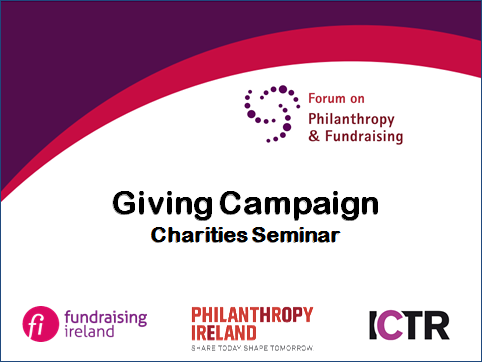 Forum on
Philanthropy
& Fundraising
Giving Campaign
Charities Seminar
fi
fundraising
ireland
PHILANTHROPY
IRELAND
SHARE TODAY SHAPE TOMORROW
ICTR